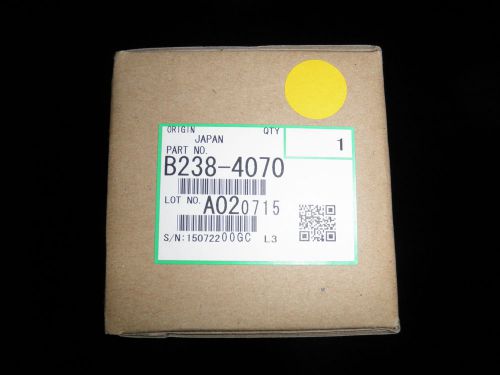 ORIGIN QTY
JAPAN 1
PART NO.
B238-4070
LOT NO. A020715
S/N:15072200GC L3